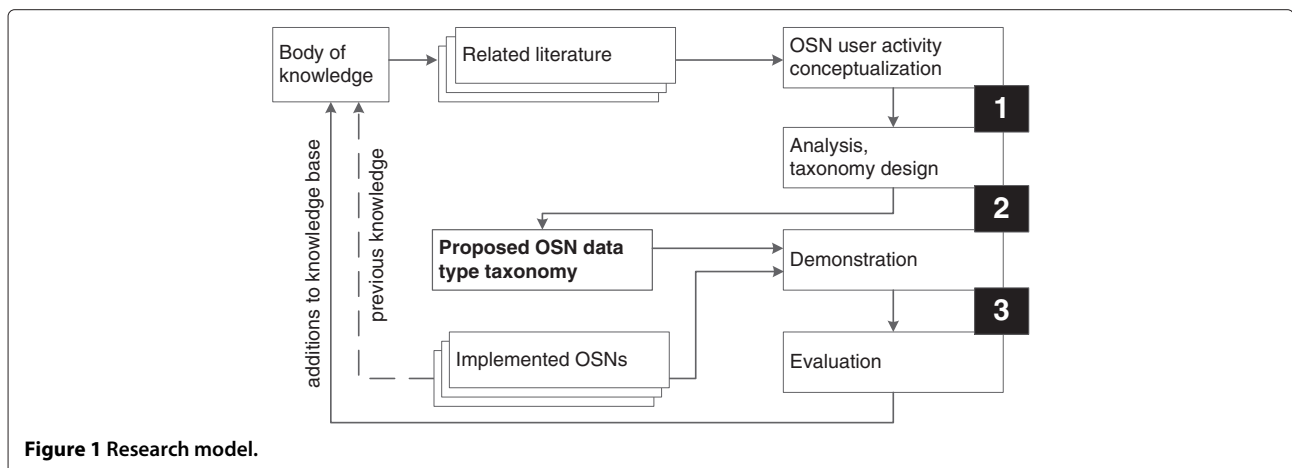 Body of
knowledge
Related literature
OSN user activity
conceptualization
1
Analysis,
taxonomy design
2
Proposed OSN data
type taxonomy
Demonstration
3
Implemented OSNs
Evaluation
additions to knowledge base
previous knowledge
Figure 1 Research model.